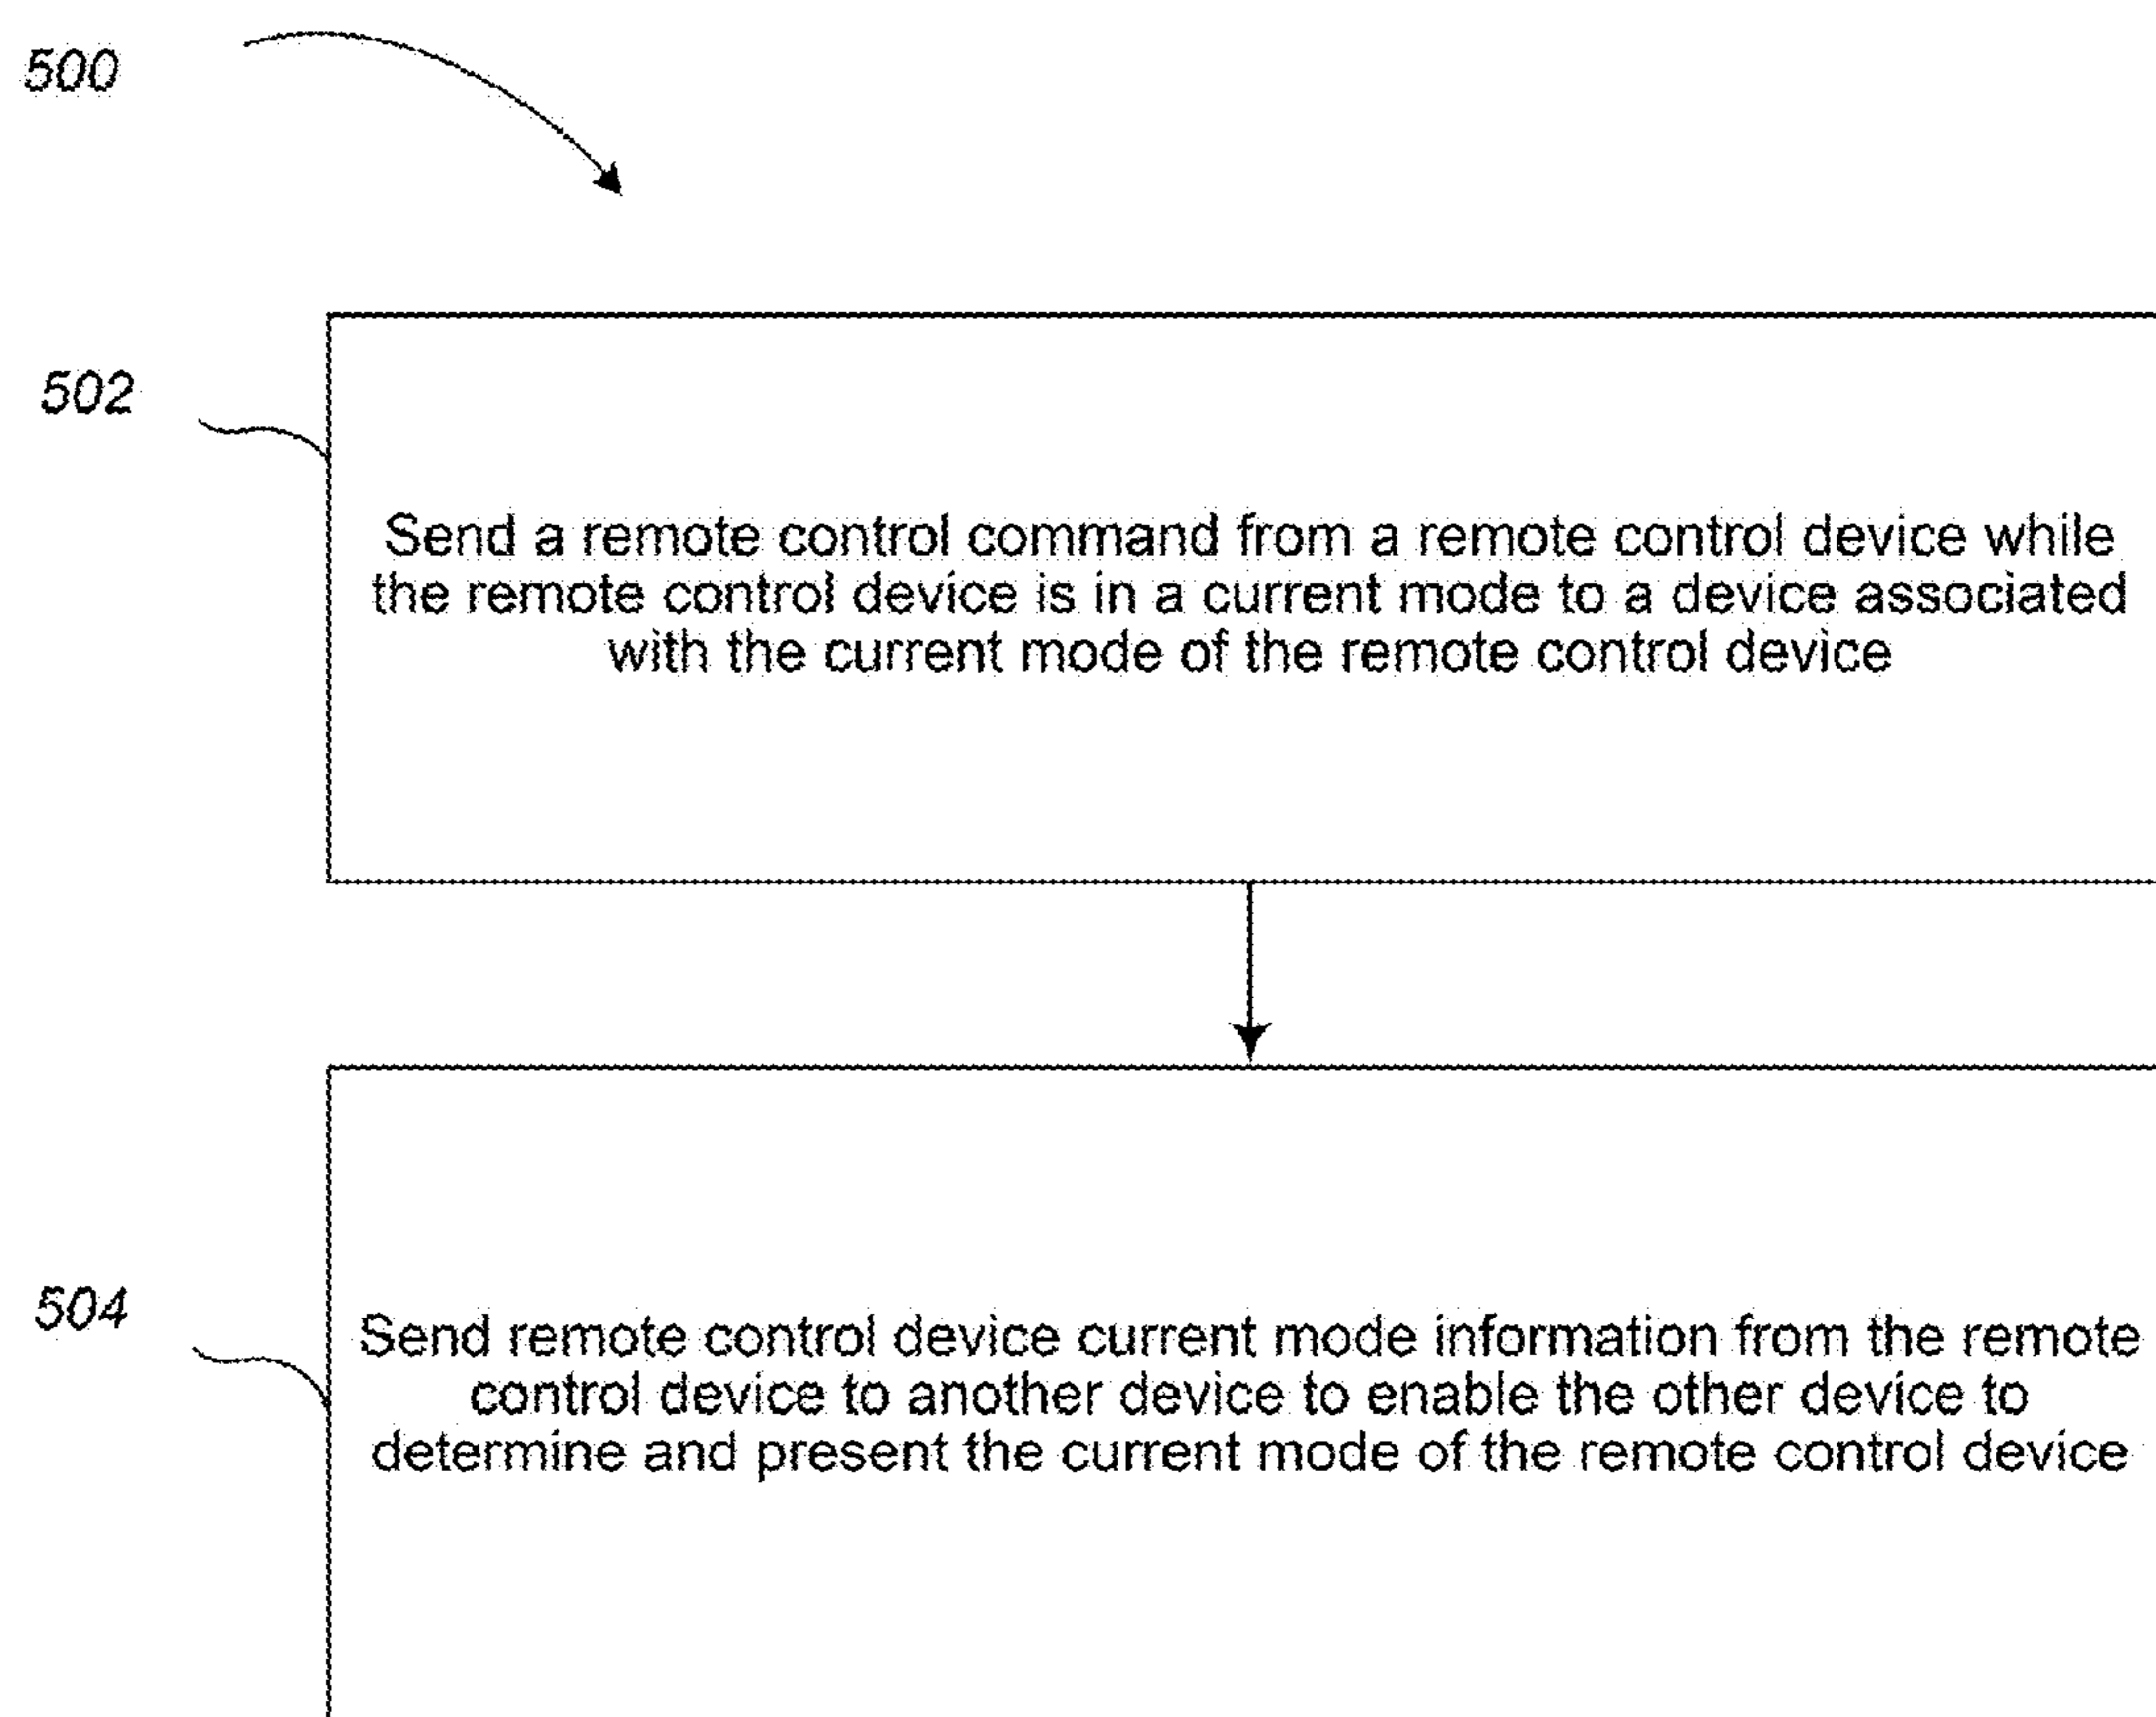 500
502
Send a remote control command from a remote control device while
the remote control device is in a current mode to a device associated
with the current mode of the remote control device
504
Send remote control device current mode information from the remote
control device to another device to enable the other device to
determine and present the current mode of the remote control device